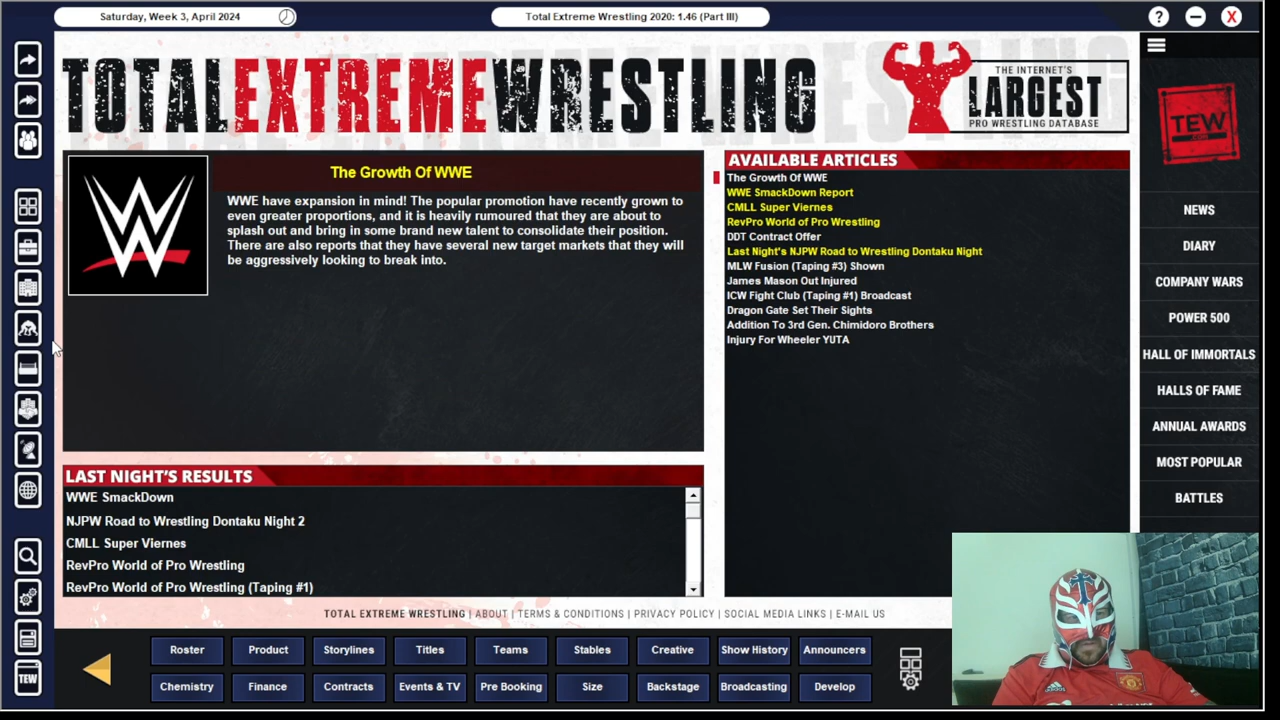 Saturday, Week 3, April 2024
Total Extreme Wrestling 2020: 1.46 (Part III)
?
X
TOTALEXTREMEWRESTLING
THE INTERNET'S
LARGEST
PRO WRESTLING DATABASE
TEW
.COM
The Growth Of WWE
WWE have expansion in mind! The popular promotion have recently grown to
even greater proportions, and it is heavily rumoured that they are about to
splash out and bring in some brand new talent to consolidate their position.
There are also reports that they have several new target markets that they will
be aggressively looking to break into.
AVAILABLE ARTICLES
The Growth Of WWE
WWE SmackDown Report
CMLL Super Viernes
RevPro World of Pro Wrestling
DDT Contract Offer
Last Night's NJPW Road to Wrestling Dontaku Night
MLW Fusion (Taping #3) Shown
James Mason Out Injured
ICW Fight Club (Taping #1) Broadcast
Dragon Gate Set Their Sights
Addition To 3rd Gen. Chimidoro Brothers
Injury For Wheeler YUTA
NEWS
DIARY
COMPANY WARS
POWER 500
HALL OF IMMORTALS
HALLS OF FAME
ANNUAL AWARDS
MOST POPULAR
BATTLES
LAST NIGHT'S RESULTS
WWE SmackDown
NJPW Road to Wrestling Dontaku Night 2
CMLL Super Viernes
RevPro World of Pro Wrestling
RevPro World of Pro Wrestling (Taping #1)
TOTAL EXTREME WRESTLING | ABOUT | TERMS & CONDITIONS | PRIVACY POLICY | SOCIAL MEDIA LINKS | E-MAIL US
Roster Product Storylines Titles Teams Stables Creative Show History Announcers
Chemistry Finance Contracts Events & TV Pre Booking Size Backstage Broadcasting Develop
TEW
adidas